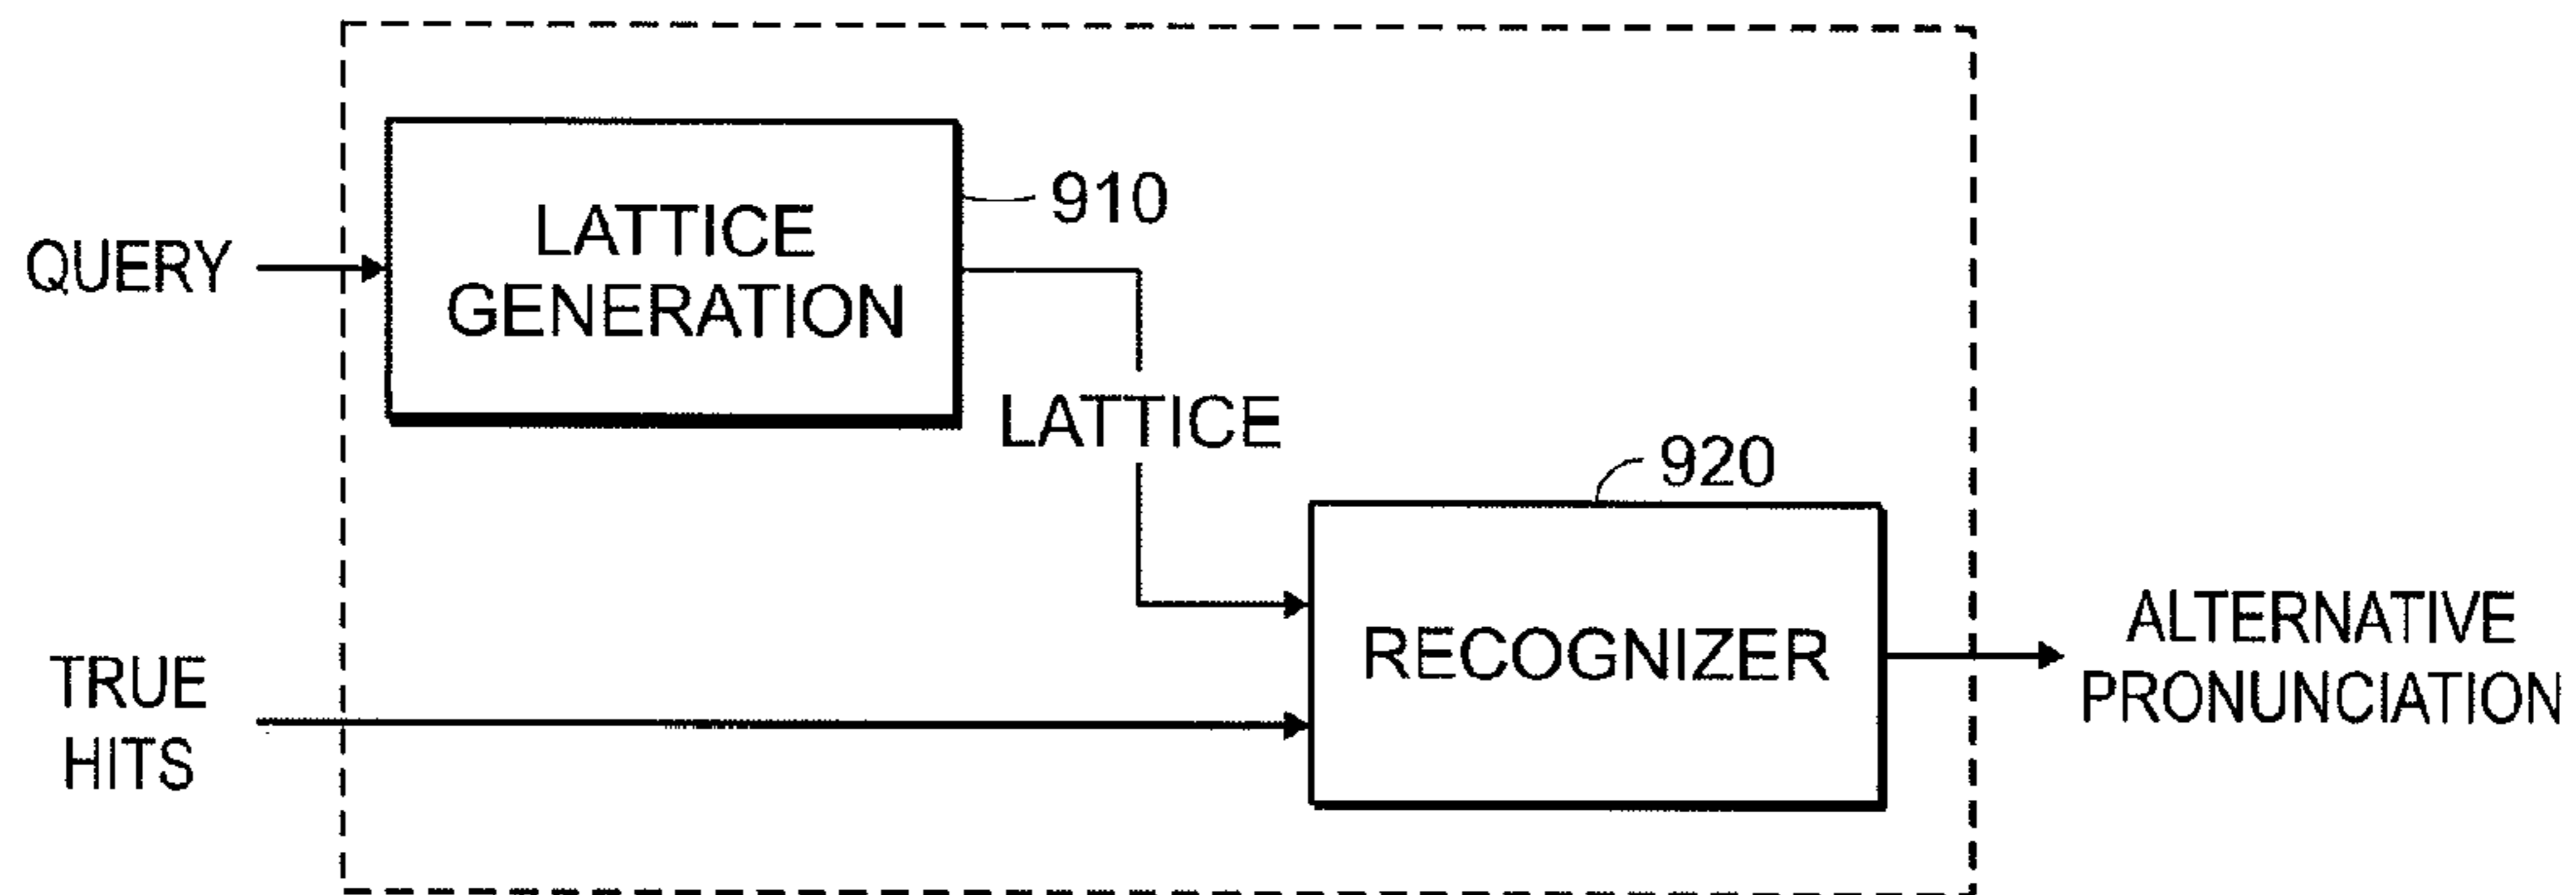 910
LATTICE
GENERATION
QUERY
LATTICE
920
RECOGNIZER
TRUE
HITS
ALTERNATIVE
PRONUNCIATION